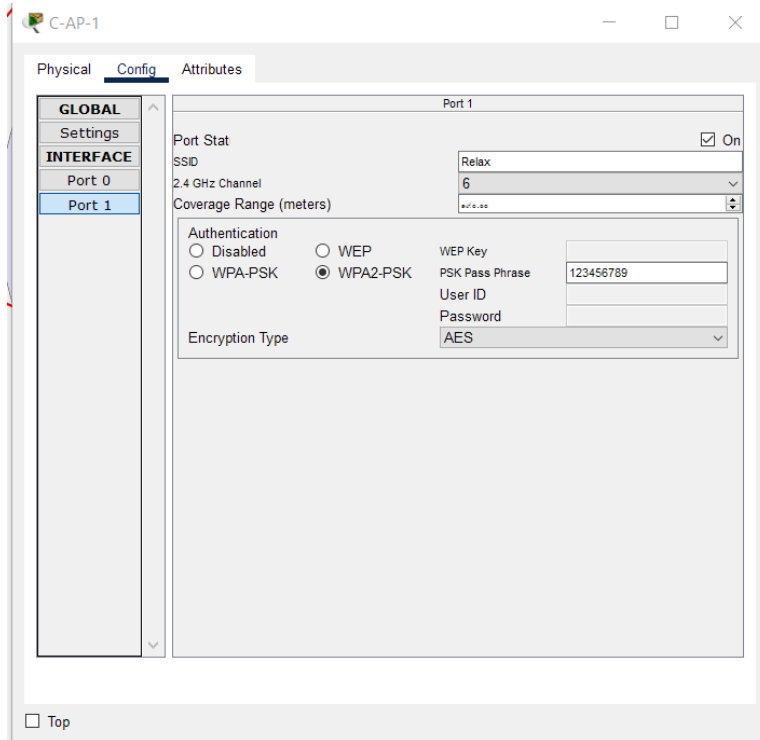 C-AP-1
Physical Config Attributes
GLOBAL
Settings
INTERFACE
Port 0
Port 1
Port 1
Port Stat On
SSID Relax
2.4 GHz Channel 6
Coverage Range (meters)
Authentication
Disabled WEP WEP Key
WPA-PSK WPA2-PSK PSK Pass Phrase 123456789
User ID
Password
Encryption Type AES
Top